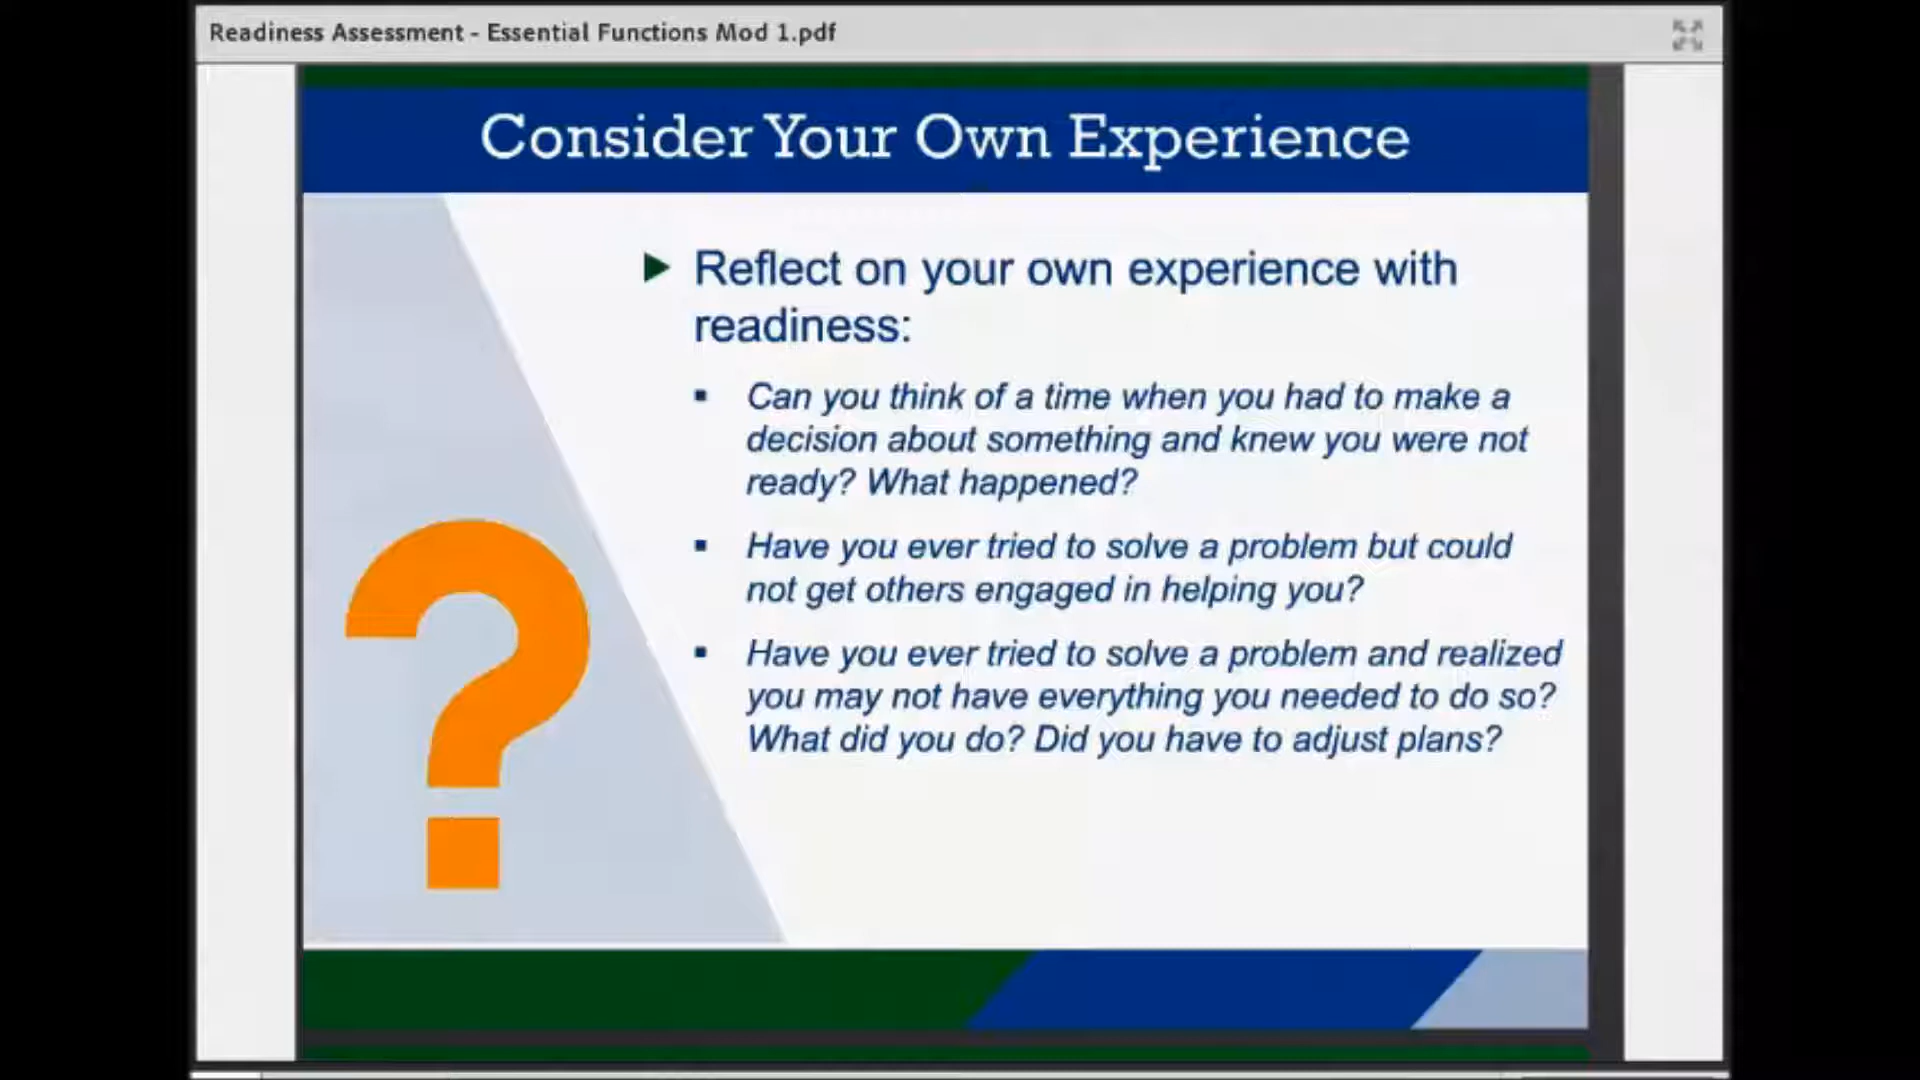 Readiness Assessment - Essential Functions Mod 1.pdf
Consider Your Own Experience
Reflect on your own experience with
readiness:
Can you think of a time when you had to make a
decision about something and knew you were not
ready? What happened?
Have you ever tried to solve a problem but could
not get others engaged in helping you?
Have you ever tried to solve a problem and realized
you may not have everything you needed to do so?
What did you do? Did you have to adjust plans?
?